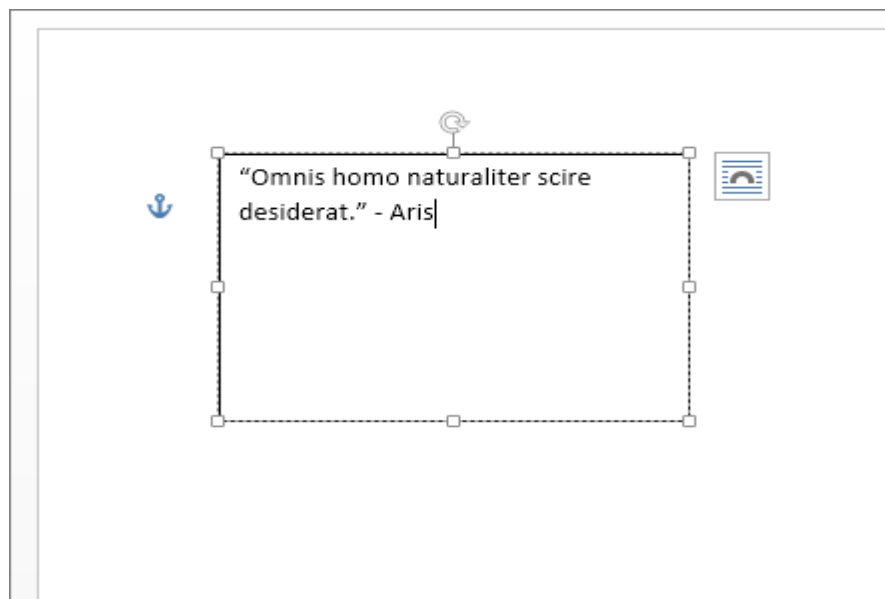 “Omnis homo naturaliter scire
desiderat.” - Aris